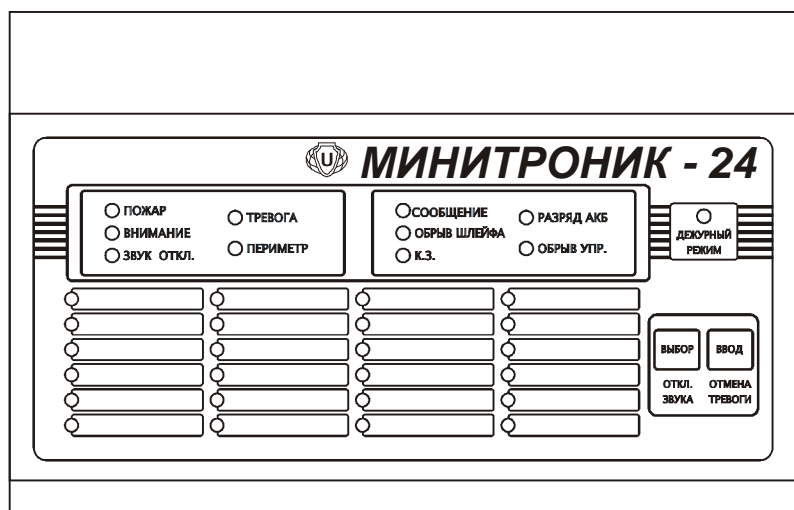 U
МИНИТРОНИК - 24
ПОЖАР
ВНИМАНИЕ
ЗВУК ОТКЛ.
ТРЕВОГА
ПЕРИМЕТР
СООБЩЕНИЕ
ОБРЫВ ШЛЕЙФА
К.З.
РАЗРЯД АКБ
ОБРЫВ УПР.
ДЕЖУРНЫЙ
РЕЖИМ
ВЫБОР
ВВОД
ОТКЛ.
ЗВУКА
ОТМЕНА
ТРЕВОГИ